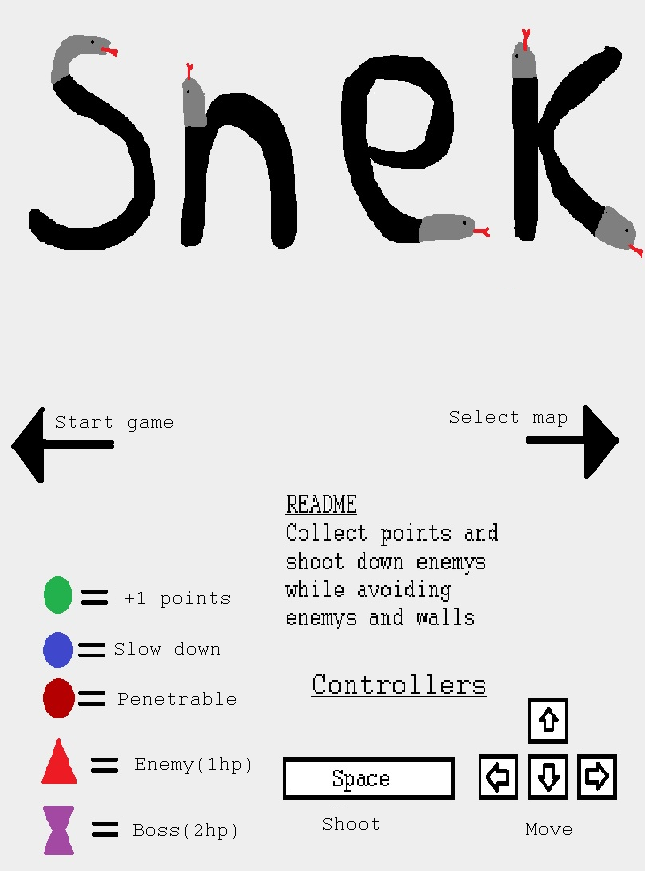 Snek
Start game
Select map
README
Collect points and
shoot down enemys
while avoiding
enemys and walls
= +1 points
= Slow down
= Penetrable
= Enemy(1hp)
= Boss(2hp)
Controllers
Space
Shoot
Move